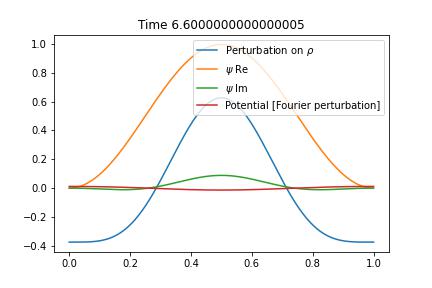 Time 6.6000000000000005
Perturbation on ρ
ψ Re
ψ Im
Potential [Fourier perturbation]
1.0
0.8
0.6
0.4
0.2
0.0
−0.2
−0.4
0.0 0.2 0.4 0.6 0.8 1.0